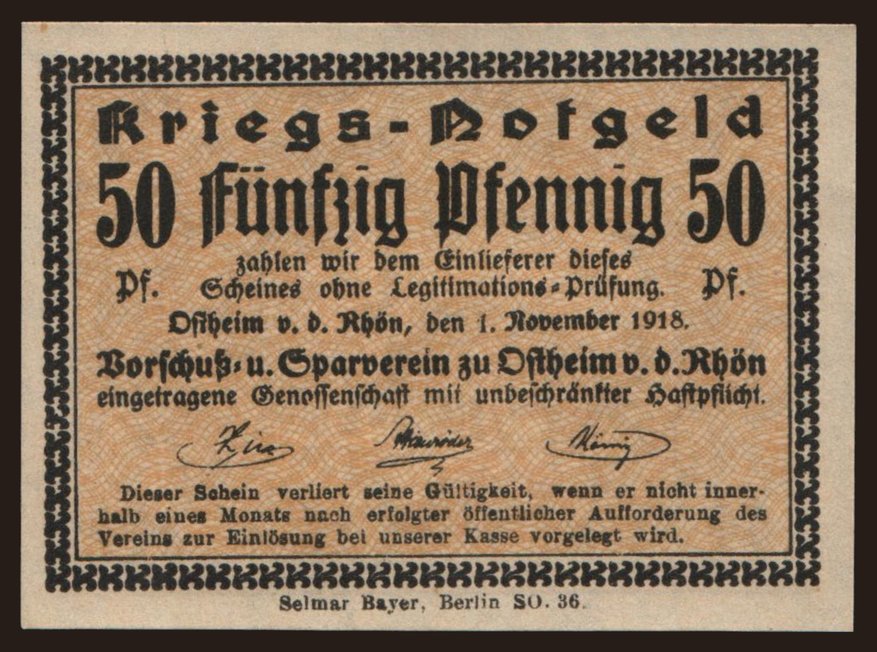 Kriegs-Notgeld
50 Fünfzig Pfennig 50
Pf. zahlen wir dem Einlieferer dieses Pf.
Scheines ohne Legitimations-Prüfung.
Ostheim v. d. Rhön, den 1. November 1918.
Vorschuß- u. Sparverein zu Ostheim v. d. Rhön
eingetragene Genossenschaft mit unbeschränkter Haftpflicht.
Dieser Schein verliert seine Gültigkeit, wenn er nicht inner-
halb eines Monats nach erfolgter öffentlicher Aufforderung des
Vereins zur Einlösung bei unserer Kasse vorgelegt wird.
Selmar Bayer, Berlin SO. 36.